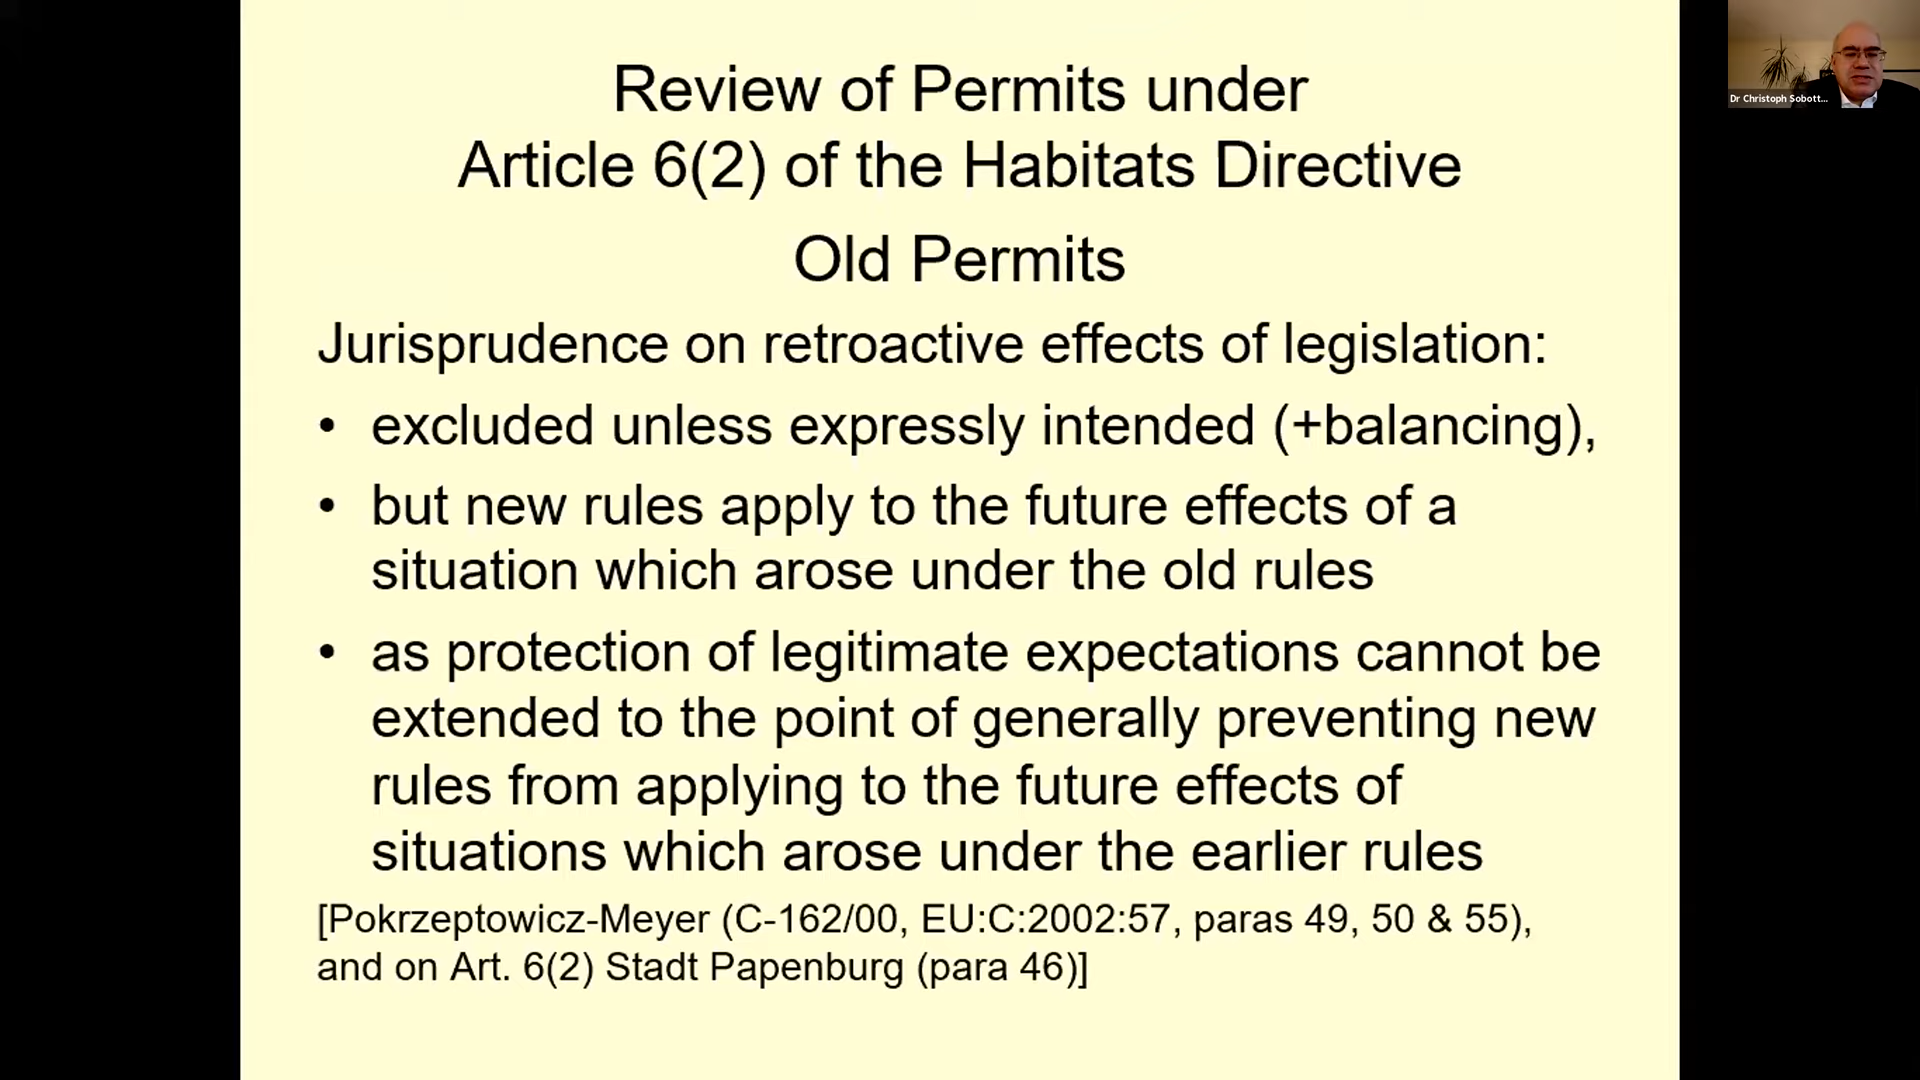 Review of Permits under
Article 6(2) of the Habitats Directive
Old Permits
Jurisprudence on retroactive effects of legislation:
• excluded unless expressly intended (+balancing),
• but new rules apply to the future effects of a
situation which arose under the old rules
• as protection of legitimate expectations cannot be
extended to the point of generally preventing new
rules from applying to the future effects of
situations which arose under the earlier rules
[Pokrzeptowicz-Meyer (C-162/00, EU:C:2002:57, paras 49, 50 & 55),
and on Art. 6(2) Stadt Papenburg (para 46)]
Dr Christoph Sobott...